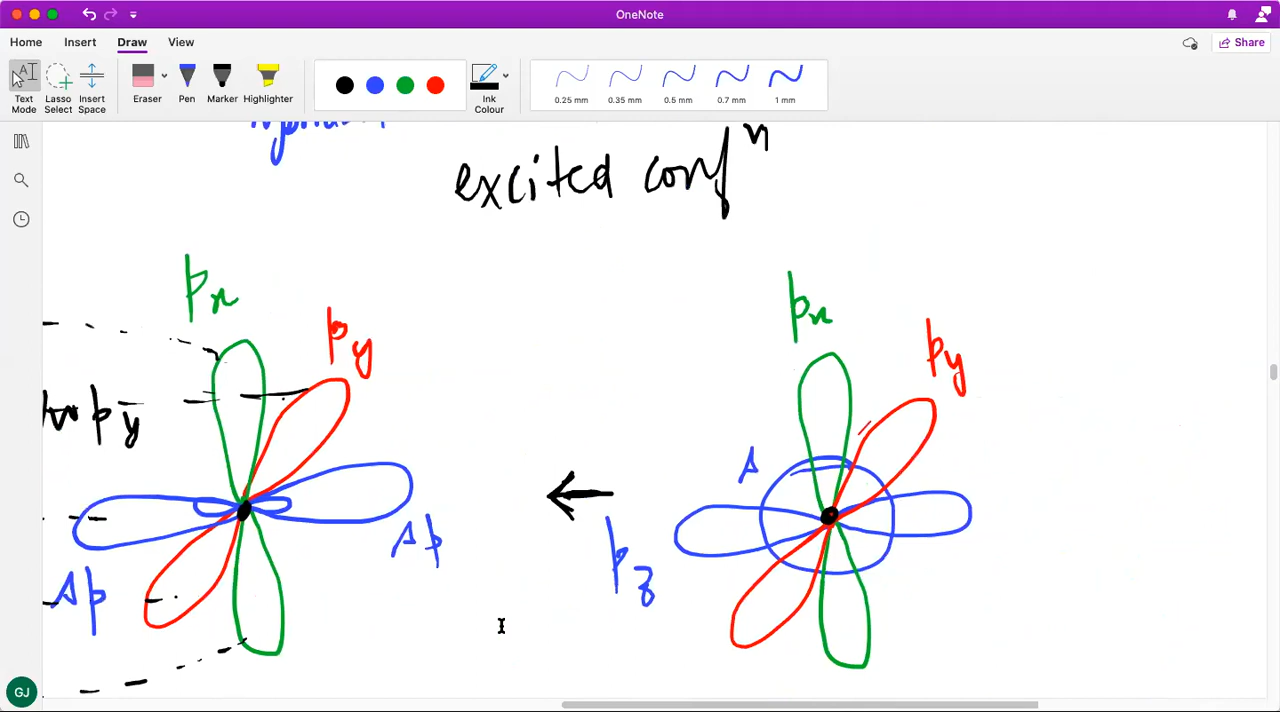 OneNote
Home Insert Draw View
Share
Text Mode
Lasso Select
Insert Space
Eraser
Pen
Marker
Highlighter
Ink Colour
0.25 mm 0.35 mm 0.5 mm 0.7 mm 1 mm
excited confⁿ
px
py
px
py
p y
s
sp
pz
sp
GJ